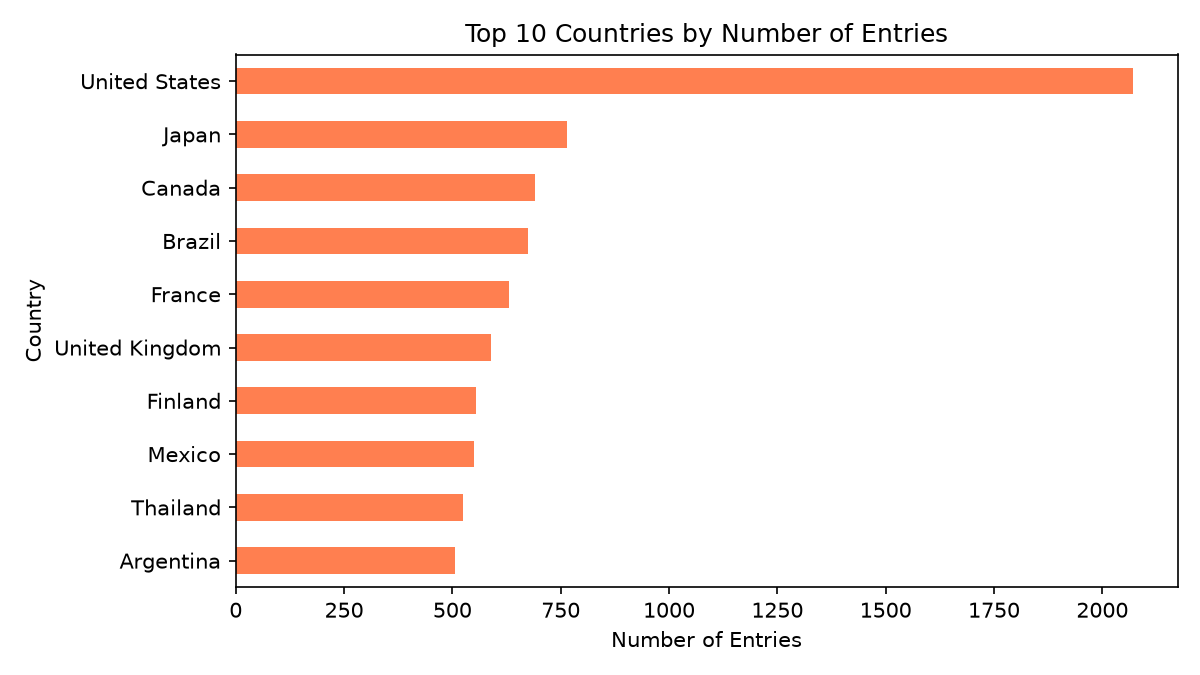 Top 10 Countries by Number of Entries
United States
Japan
Canada
Brazil
France
United Kingdom
Finland
Mexico
Thailand
Argentina
Country
0 250 500 750 1000 1250 1500 1750 2000
Number of Entries